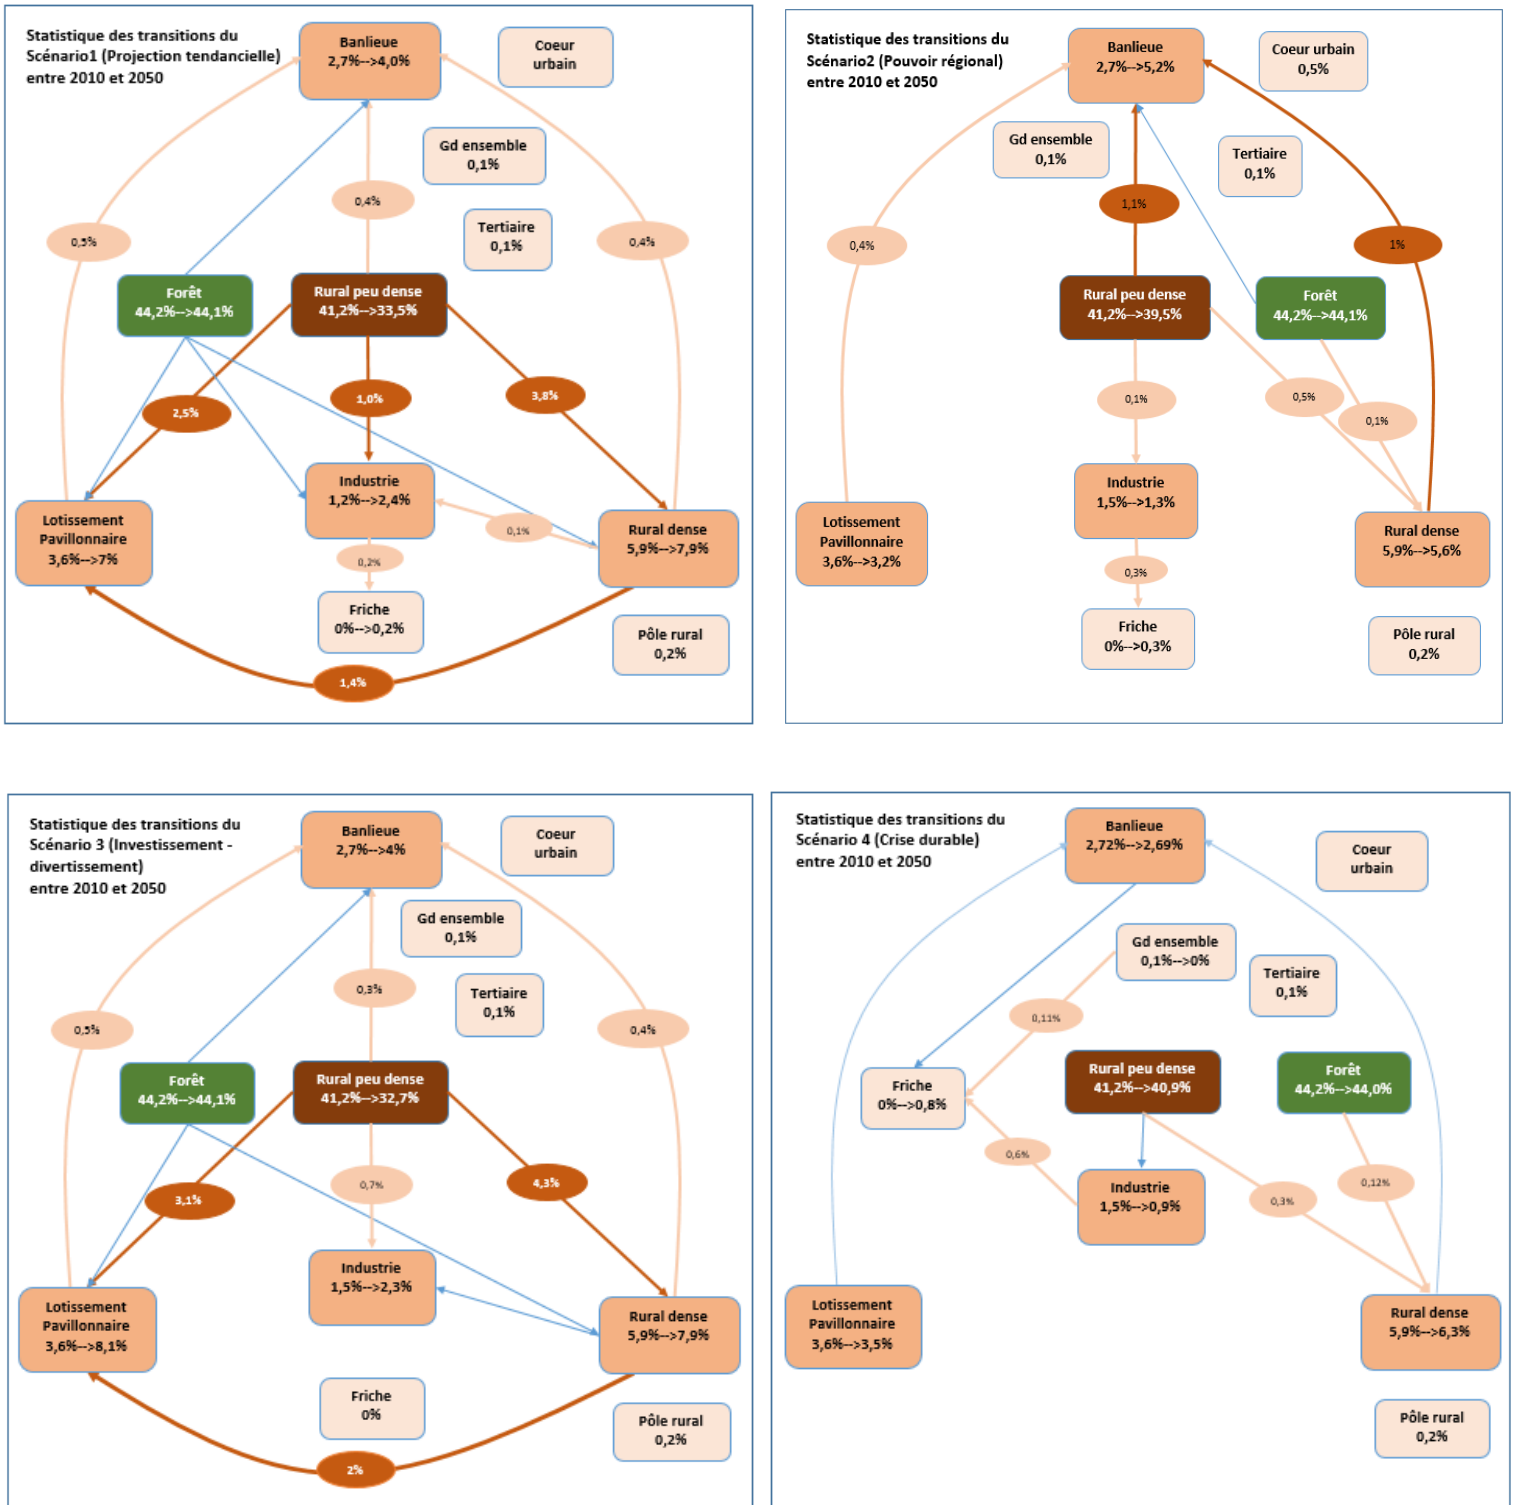 Statistique des transitions du
Scénario1 (Projection tendancielle)
entre 2010 et 2050
Banlieue
2,7%-->4,0%
Coeur
urbain
Gd ensemble
0,1%
0,4%
Tertiaire
0,1%
0,5%
0,4%
Forêt
44,2%-->44,1%
Rural peu dense
41,2%-->33,5%
2,5%
1,0%
3,8%
Industrie
1,2%-->2,4%
Lotissement
Pavillonnaire
3,6%-->7%
0,1%
Rural dense
5,9%-->7,9%
0,2%
Friche
0%-->0,2%
Pôle rural
0,2%
1,4%
Statistique des transitions du
Scénario2 (Pouvoir régional)
entre 2010 et 2050
Banlieue
2,7%-->5,2%
Coeur urbain
0,5%
Gd ensemble
0,1%
Tertiaire
0,1%
1,1%
0,4%
1%
Rural peu dense
41,2%-->39,5%
Forêt
44,2%-->44,1%
0,1%
0,5%
0,1%
Industrie
1,5%-->1,3%
Lotissement
Pavillonnaire
3,6%-->3,2%
Rural dense
5,9%-->5,6%
0,3%
Friche
0%-->0,3%
Pôle rural
0,2%
Statistique des transitions du
Scénario 3 (Investissement -
divertissement)
entre 2010 et 2050
Banlieue
2,7%-->4%
Coeur
urbain
Gd ensemble
0,1%
0,3%
Tertiaire
0,1%
0,5%
0,4%
Forêt
44,2%-->44,1%
Rural peu dense
41,2%-->32,7%
3,1%
0,7%
4,3%
Industrie
1,5%-->2,3%
Lotissement
Pavillonnaire
3,6%-->8,1%
Rural dense
5,9%-->7,9%
Friche
0%
Pôle rural
0,2%
2%
Statistique des transitions du
Scénario 4 (Crise durable)
entre 2010 et 2050
Banlieue
2,72%-->2,69%
Coeur
urbain
Gd ensemble
0,1%-->0%
Tertiaire
0,1%
0,11%
Friche
0%-->0,8%
Rural peu dense
41,2%-->40,9%
Forêt
44,2%-->44,0%
0,6%
Industrie
1,5%-->0,9%
0,3%
0,12%
Lotissement
Pavillonnaire
3,6%-->3,5%
Rural dense
5,9%-->6,3%
Pôle rural
0,2%